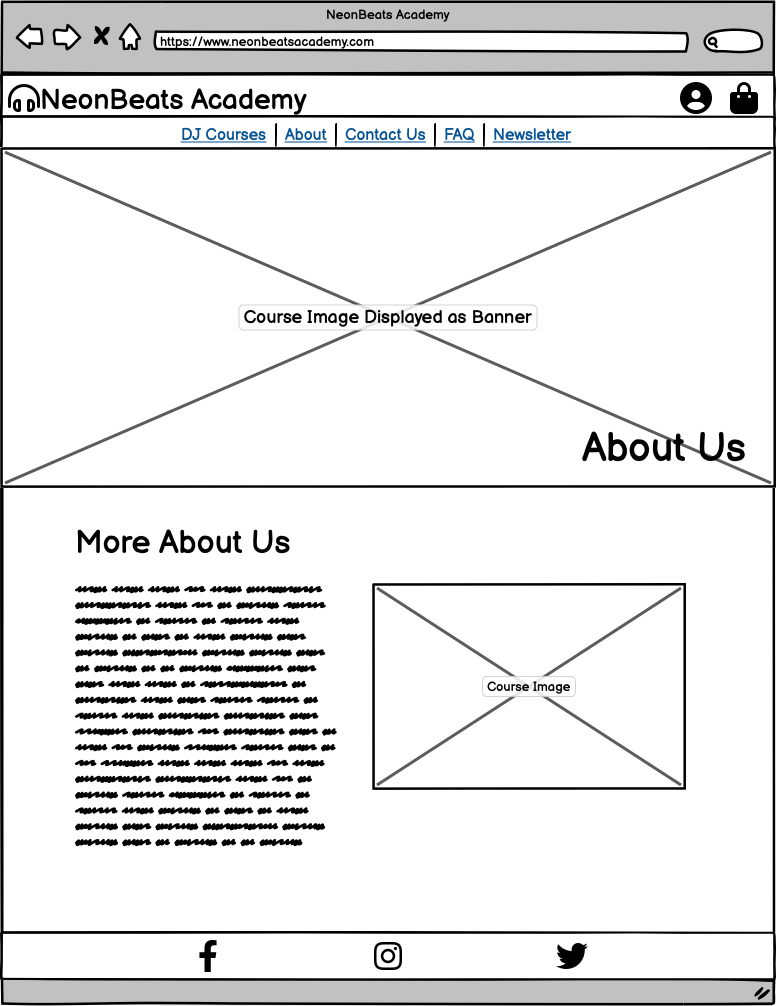 NeonBeats Academy
https://www.neonbeatsacademy.com
NeonBeats Academy
DJ Courses | About | Contact Us | FAQ | Newsletter
Course Image Displayed as Banner
About Us
More About Us
Course Image